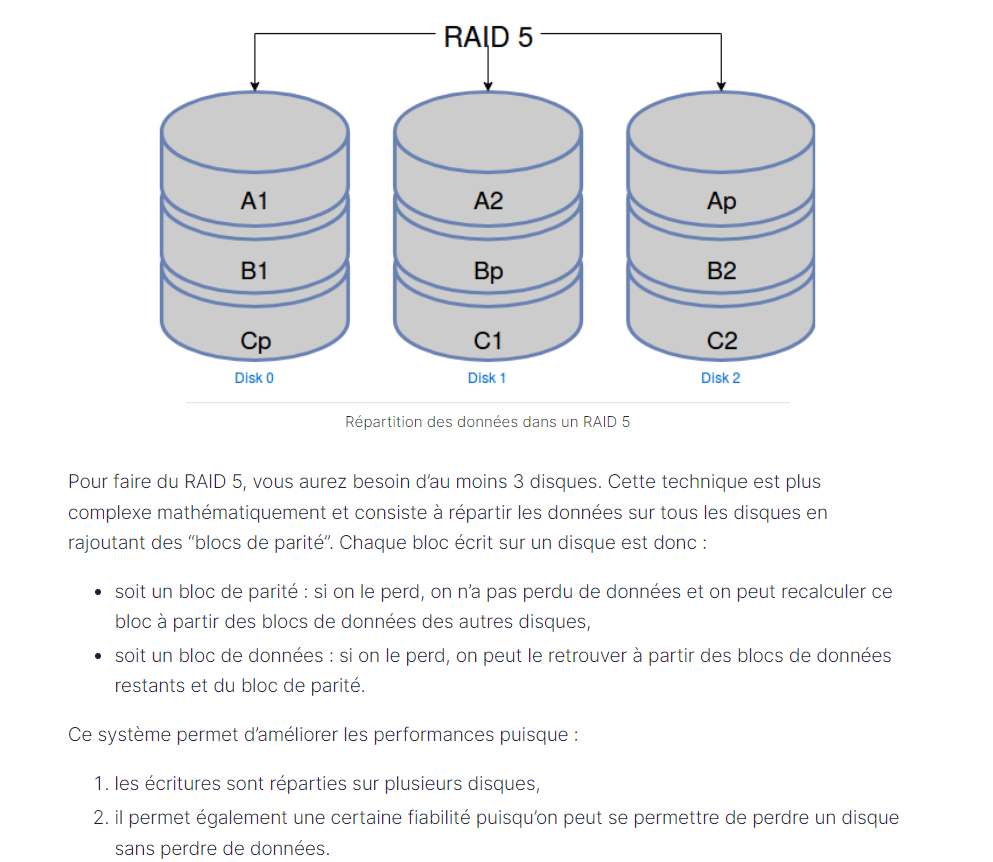 RAID 5
A1 A2 Ap
B1 Bp B2
Cp C1 C2
Disk 0 Disk 1 Disk 2
Répartition des données dans un RAID 5
Pour faire du RAID 5, vous aurez besoin d’au moins 3 disques. Cette technique est plus
complexe mathématiquement et consiste à répartir les données sur tous les disques en
rajoutant des “blocs de parité”. Chaque bloc écrit sur un disque est donc :
• soit un bloc de parité : si on le perd, on n’a pas perdu de données et on peut recalculer ce
bloc à partir des blocs de données des autres disques,
• soit un bloc de données : si on le perd, on peut le retrouver à partir des blocs de données
restants et du bloc de parité.
Ce système permet d’améliorer les performances puisque :
1. les écritures sont réparties sur plusieurs disques,
2. il permet également une certaine fiabilité puisqu’on peut se permettre de perdre un disque
sans perdre de données.